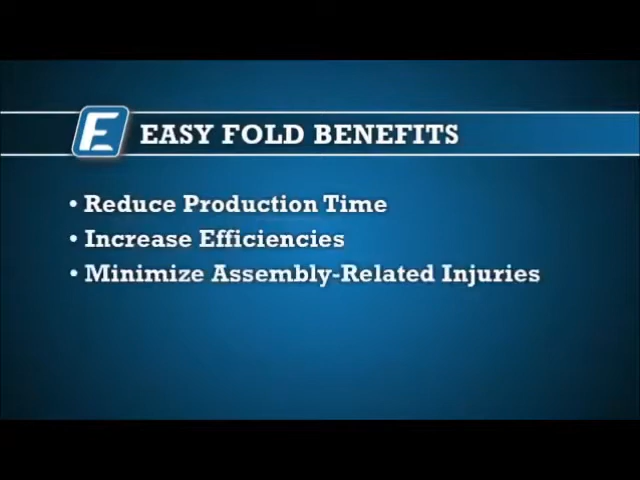 E EASY FOLD BENEFITS
• Reduce Production Time
• Increase Efficiencies
• Minimize Assembly-Related Injuries